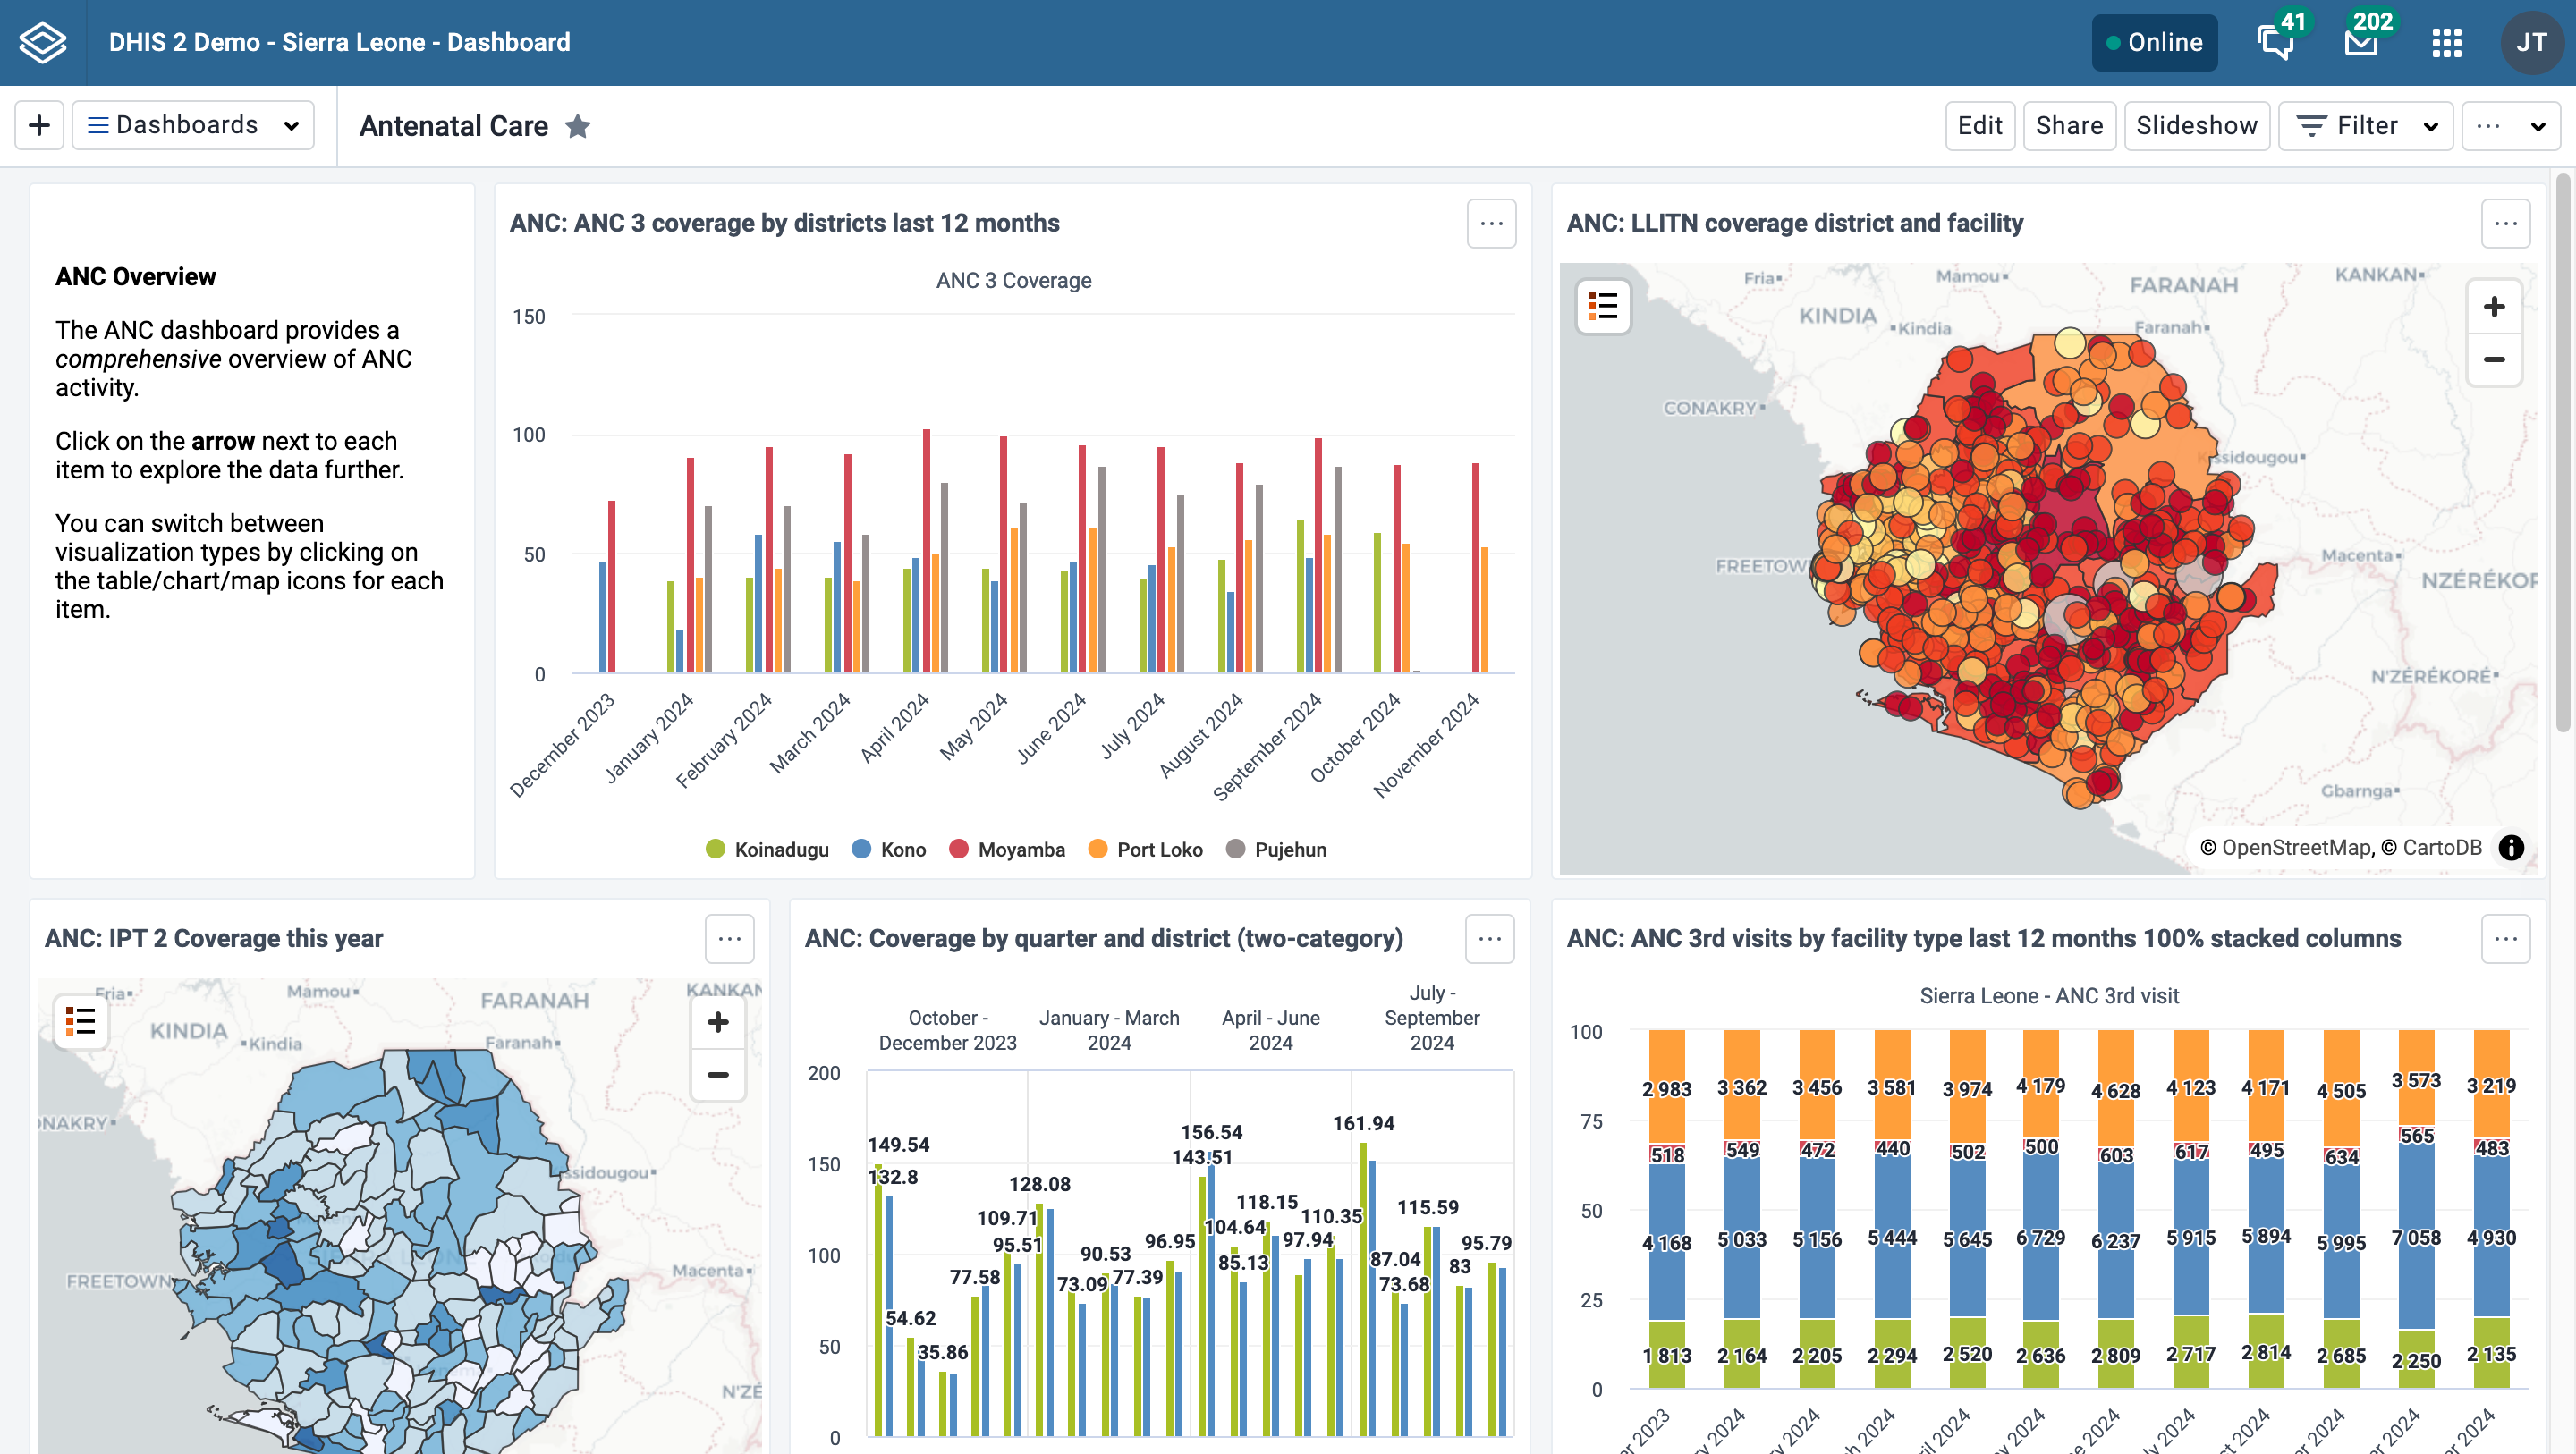 DHIS 2 Demo - Sierra Leone - Dashboard
Online
41
202
JT
Dashboards
Antenatal Care
Edit
Share
Slideshow
Filter
ANC Overview
The ANC dashboard provides a
comprehensive overview of ANC
activity.
Click on the arrow next to each
item to explore the data further.
You can switch between
visualization types by clicking on
the table/chart/map icons for each
item.
ANC: ANC 3 coverage by districts last 12 months
ANC 3 Coverage
150
100
50
0
December 2023
January 2024
February 2024
March 2024
April 2024
May 2024
June 2024
July 2024
August 2024
September 2024
October 2024
November 2024
Koinadugu
Kono
Moyamba
Port Loko
Pujehun
ANC: LLITN coverage district and facility
Fria
Mamou
FARANAH
KANKAN
KINDIA
Kindia
Faranah
CONAKRY
ssidougou
FREETOW
Macenta
NZÉRÉKOR
N'ZÉRÉKORÉ
Gbarnga
© OpenStreetMap, © CartoDB
ANC: IPT 2 Coverage this year
Fria
Mamou
FARANAH
KANKAN
KINDIA
Kindia
Faranah
ONAKRY
ssidougou
FREETOWN
Macenta
N'ZÉ
ANC: Coverage by quarter and district (two-category)
October -
December 2023
January - March
2024
April - June
2024
July -
September
2024
200
150
100
50
0
149.54
132.8
54.62
35.86
77.58
109.71
95.51
128.08
73.09
90.53
77.39
96.95
143.51
156.54
104.64
85.13
118.15
97.94
110.35
161.94
87.04
73.68
115.59
83
95.79
ANC: ANC 3rd visits by facility type last 12 months 100% stacked columns
Sierra Leone - ANC 3rd visit
100
75
50
25
0
2 983
3 362
3 456
3 581
3 974
4 179
4 628
4 123
4 171
4 505
3 573
3 219
518
549
472
440
502
500
603
617
495
634
565
483
4 168
5 033
5 156
5 444
5 645
6 729
6 237
5 915
5 894
5 995
7 058
4 930
1 813
2 164
2 205
2 294
2 520
2 636
2 809
2 717
2 814
2 685
2 250
2 135
er 2023
ry 2024
ry 2024
ch 2024
ril 2024
ay 2024
ne 2024
ly 2024
st 2024
er 2024
er 2024
er 2024